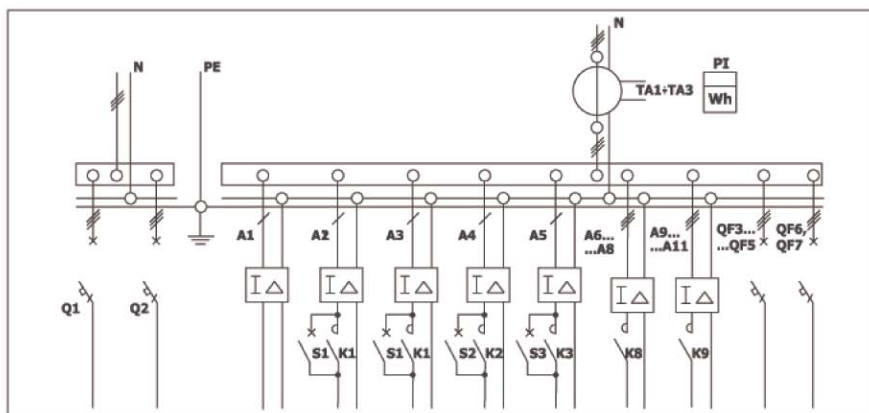 N
PE
N
TA1÷TA3
PI
Wh
A1
A2
A3
A4
A5
A6...
...A8
A9...
...A11
QF3...
...QF5
QF6,
QF7
I△
I△
I△
I△
I△
I△
I△
Q1
Q2
S1
K1
S1
K1
S2
K2
S3
K3
K8
K9